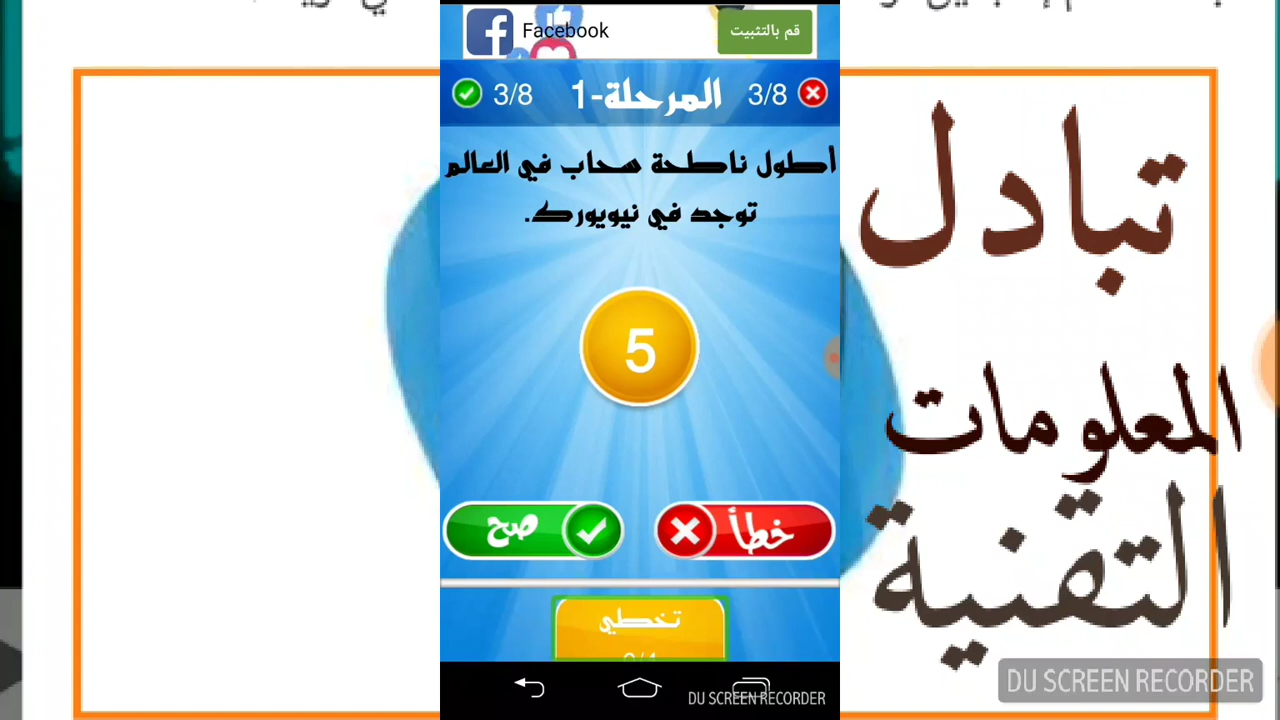 Facebook
قم بالتثبيت
3/8
المرحلة-1
3/8
أطول ناطحة سحاب في العالم
توجد في نيويورك.
5
صح
خطأ
تخطي
تبادل
المعلومات
التقنية
DU SCREEN RECORDER
DU SCREEN RECORDER